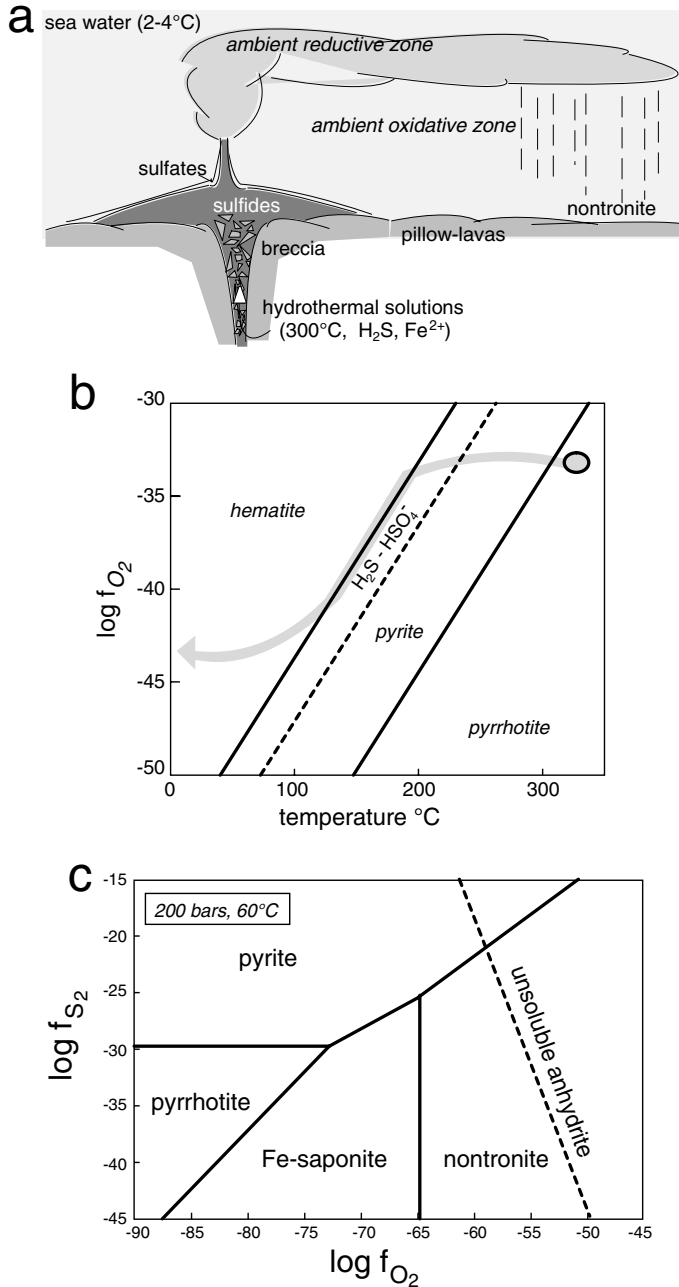 a
sea water (2-4°C)
ambient reductive zone
ambient oxidative zone
sulfates
sulfides
nontronite
pillow-lavas
breccia
hydrothermal solutions
(300°C, H₂S, Fe²⁺)
b
-30
-35
-40
-45
-50
log fO₂
hematite
H₂S - HSO₄⁻
pyrite
pyrrhotite
0
100
200
300
temperature °C
c
-15
-20
-25
-30
-35
-40
-45
log fS₂
200 bars, 60°C
pyrite
unsoluble anhydrite
pyrrhotite
Fe-saponite
nontronite
-90
-85
-80
-75
-70
-65
-60
-55
-50
-45
log fO₂